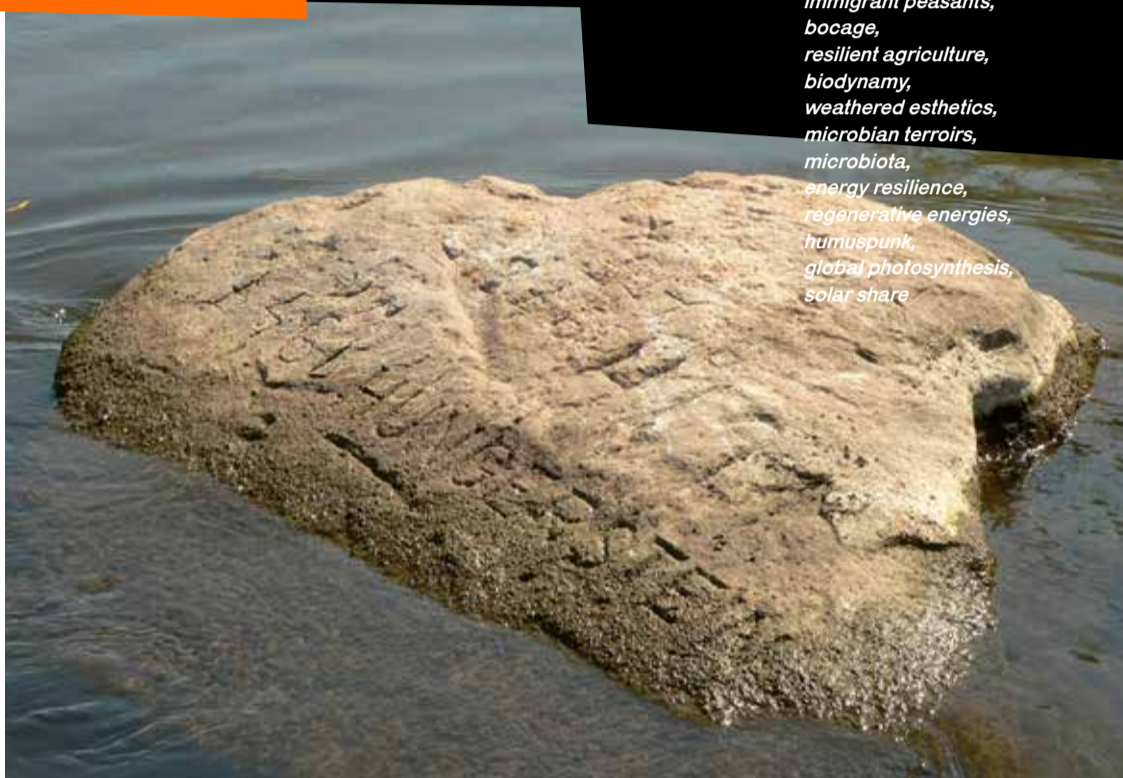 immigrant peasants,
bocage,
resilient agriculture,
biodynamy,
weathered esthetics,
microbian terroirs,
microbiota,
energy resilience,
regenerative energies,
humuspunk,
global photosynthesis,
solar share